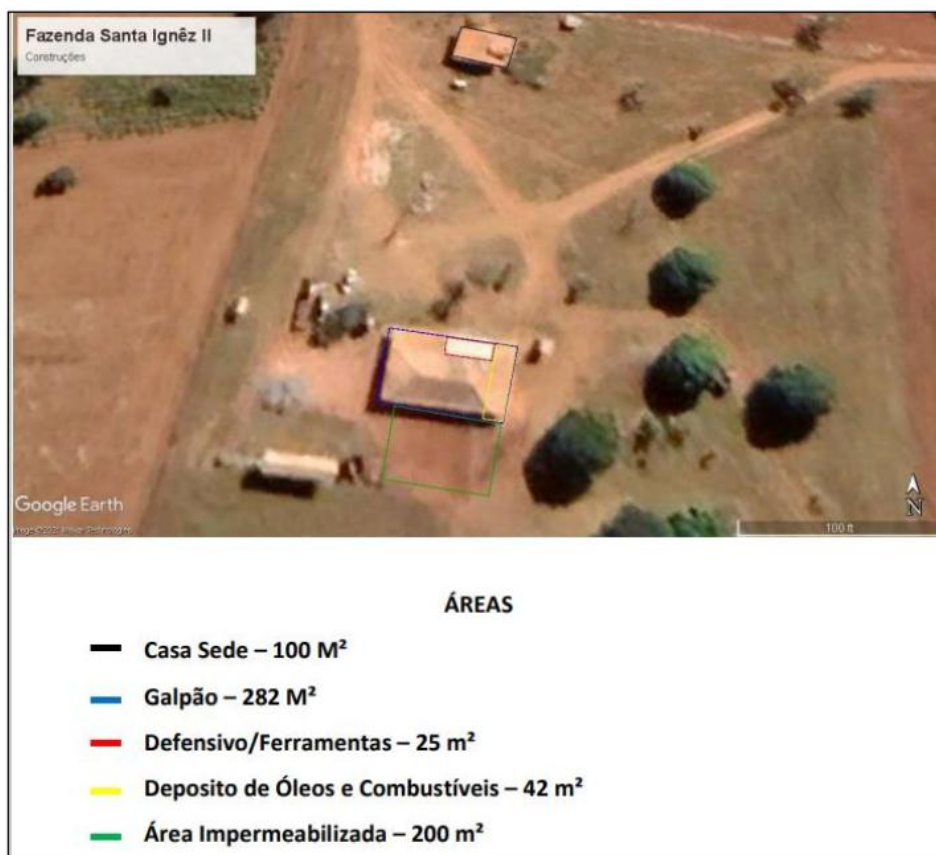 Fazenda Santa Ignêz II
Construções
Google Earth
N
100 ft
ÁREAS
Casa Sede – 100 M²
Galpão – 282 M²
Defensivo/Ferramentas – 25 m²
Deposito de Óleos e Combustíveis – 42 m²
Área Impermeabilizada – 200 m²